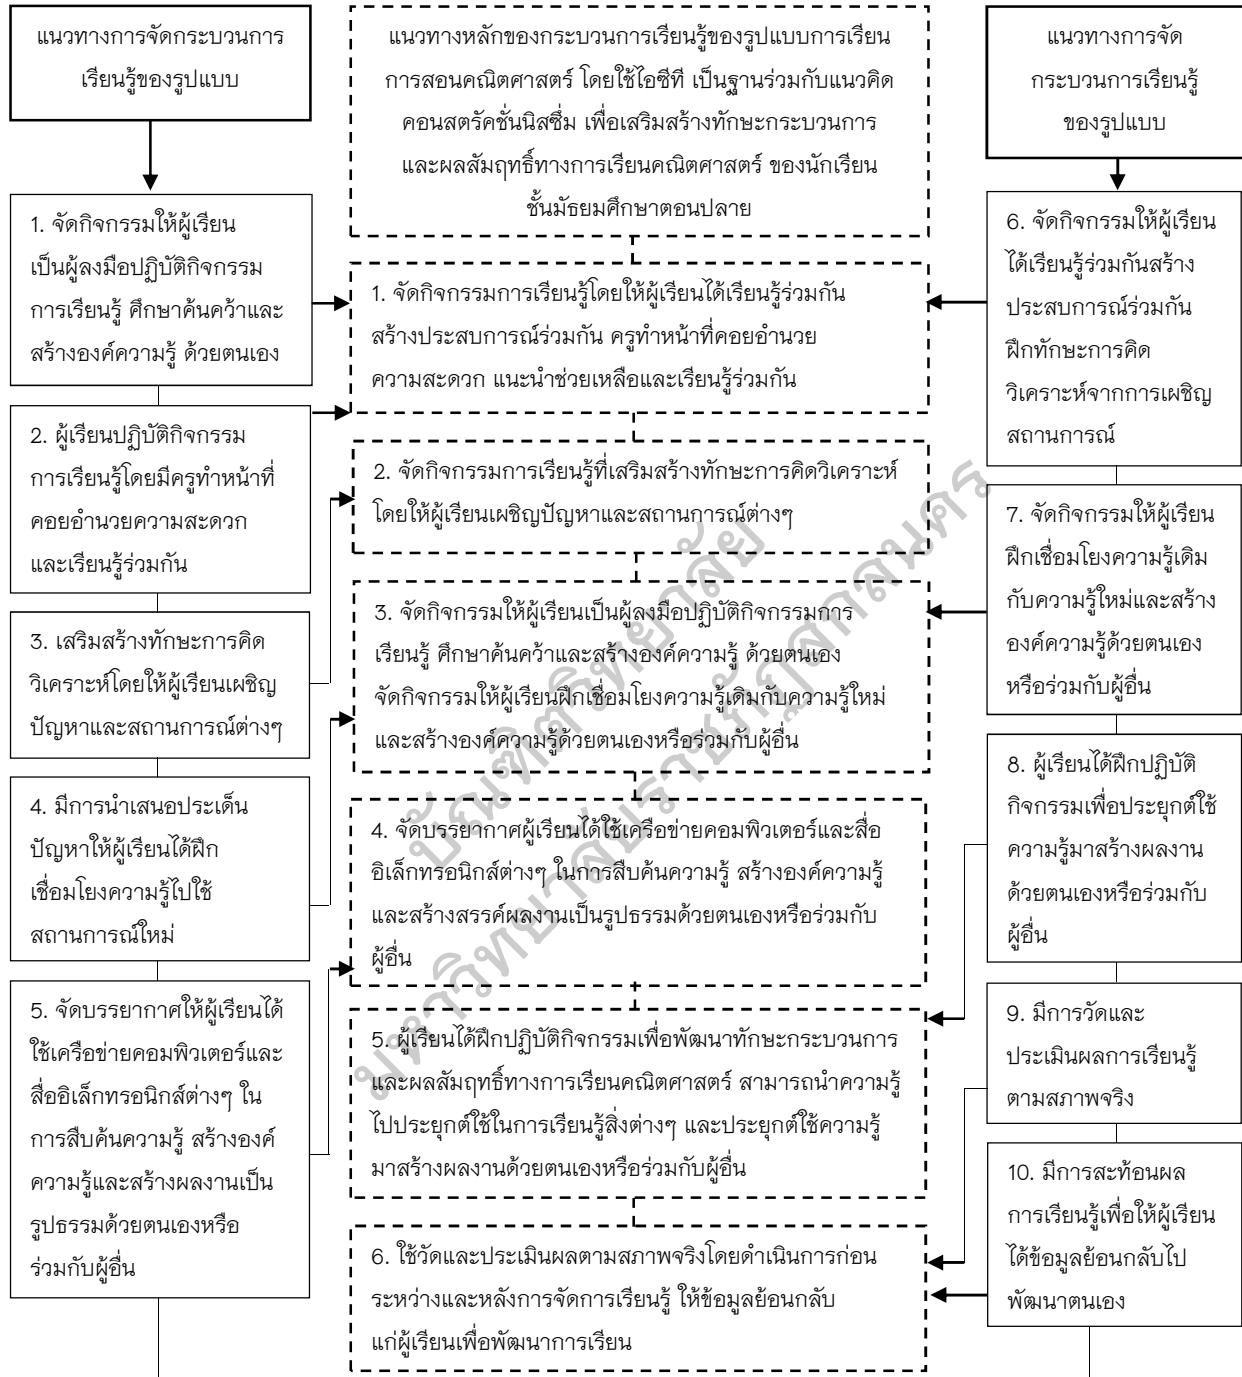 แนวทางการจัดกระบวนการ
เรียนรู้ของรูปแบบ
1. จัดกิจกรรมให้ผู้เรียน
เป็นผู้ลงมือปฏิบัติกิจกรรม
การเรียนรู้ ศึกษาค้นคว้าและ
สร้างองค์ความรู้ ด้วยตนเอง
2. ผู้เรียนปฏิบัติกิจกรรม
การเรียนรู้โดยมีครูทำหน้าที่
คอยอำนวยความสะดวก
และเรียนรู้ร่วมกัน
3. เสริมสร้างทักษะการคิด
วิเคราะห์โดยให้ผู้เรียนเผชิญ
ปัญหาและสถานการณ์ต่างๆ
4. มีการนำเสนอประเด็น
ปัญหาให้ผู้เรียนได้ฝึก
เชื่อมโยงความรู้ไปใช้
สถานการณ์ใหม่
5. จัดบรรยากาศให้ผู้เรียนได้
ใช้เครือข่ายคอมพิวเตอร์และ
สื่ออิเล็กทรอนิกส์ต่างๆ ใน
การสืบค้นความรู้ สร้างองค์
ความรู้และสร้างผลงานเป็น
รูปธรรมด้วยตนเองหรือ
ร่วมกับผู้อื่น
แนวทางหลักของกระบวนการเรียนรู้ของรูปแบบการเรียน
การสอนคณิตศาสตร์ โดยใช้ไอซีที เป็นฐานร่วมกับแนวคิด
คอนสตรัคชั่นนิสซึ่ม เพื่อเสริมสร้างทักษะกระบวนการ
และผลสัมฤทธิ์ทางการเรียนคณิตศาสตร์ ของนักเรียน
ชั้นมัธยมศึกษาตอนปลาย
1. จัดกิจกรรมการเรียนรู้โดยให้ผู้เรียนได้เรียนรู้ร่วมกัน
สร้างประสบการณ์ร่วมกัน ครูทำหน้าที่คอยอำนวย
ความสะดวก แนะนำช่วยเหลือและเรียนรู้ร่วมกัน
2. จัดกิจกรรมการเรียนรู้ที่เสริมสร้างทักษะการคิดวิเคราะห์
โดยให้ผู้เรียนเผชิญปัญหาและสถานการณ์ต่างๆ
3. จัดกิจกรรมให้ผู้เรียนเป็นผู้ลงมือปฏิบัติกิจกรรมการ
เรียนรู้ ศึกษาค้นคว้าและสร้างองค์ความรู้ ด้วยตนเอง
จัดกิจกรรมให้ผู้เรียนฝึกเชื่อมโยงความรู้เดิมกับความรู้ใหม่
และสร้างองค์ความรู้ด้วยตนเองหรือร่วมกับผู้อื่น
4. จัดบรรยากาศผู้เรียนได้ใช้เครือข่ายคอมพิวเตอร์และสื่อ
อิเล็กทรอนิกส์ต่างๆ ในการสืบค้นความรู้ สร้างองค์ความรู้
และสร้างสรรค์ผลงานเป็นรูปธรรมด้วยตนเองหรือร่วมกับ
ผู้อื่น
5. ผู้เรียนได้ฝึกปฏิบัติกิจกรรมเพื่อพัฒนาทักษะกระบวนการ
และผลสัมฤทธิ์ทางการเรียนคณิตศาสตร์ สามารถนำความรู้
ไปประยุกต์ใช้ในการเรียนรู้สิ่งต่างๆ และประยุกต์ใช้ความรู้
มาสร้างผลงานด้วยตนเองหรือร่วมกับผู้อื่น
6. ใช้วัดและประเมินผลตามสภาพจริงโดยดำเนินการก่อน
ระหว่างและหลังการจัดการเรียนรู้ ให้ข้อมูลย้อนกลับ
แก่ผู้เรียนเพื่อพัฒนาการเรียน
แนวทางการจัด
กระบวนการเรียนรู้
ของรูปแบบ
6. จัดกิจกรรมให้ผู้เรียน
ได้เรียนรู้ร่วมกันสร้าง
ประสบการณ์ร่วมกัน
ฝึกทักษะการคิด
วิเคราะห์จากการเผชิญ
สถานการณ์
7. จัดกิจกรรมให้ผู้เรียน
ฝึกเชื่อมโยงความรู้เดิม
กับความรู้ใหม่และสร้าง
องค์ความรู้ด้วยตนเอง
หรือร่วมกับผู้อื่น
8. ผู้เรียนได้ฝึกปฏิบัติ
กิจกรรมเพื่อประยุกต์ใช้
ความรู้มาสร้างผลงาน
ด้วยตนเองหรือร่วมกับ
ผู้อื่น
9. มีการวัดและ
ประเมินผลการเรียนรู้
ตามสภาพจริง
10. มีการสะท้อนผล
การเรียนรู้เพื่อให้ผู้เรียน
ได้ข้อมูลย้อนกลับไป
พัฒนาตนเอง
บัณฑิตวิทยาลัย
มหาวิทยาลัยราชภัฏสกลนคร